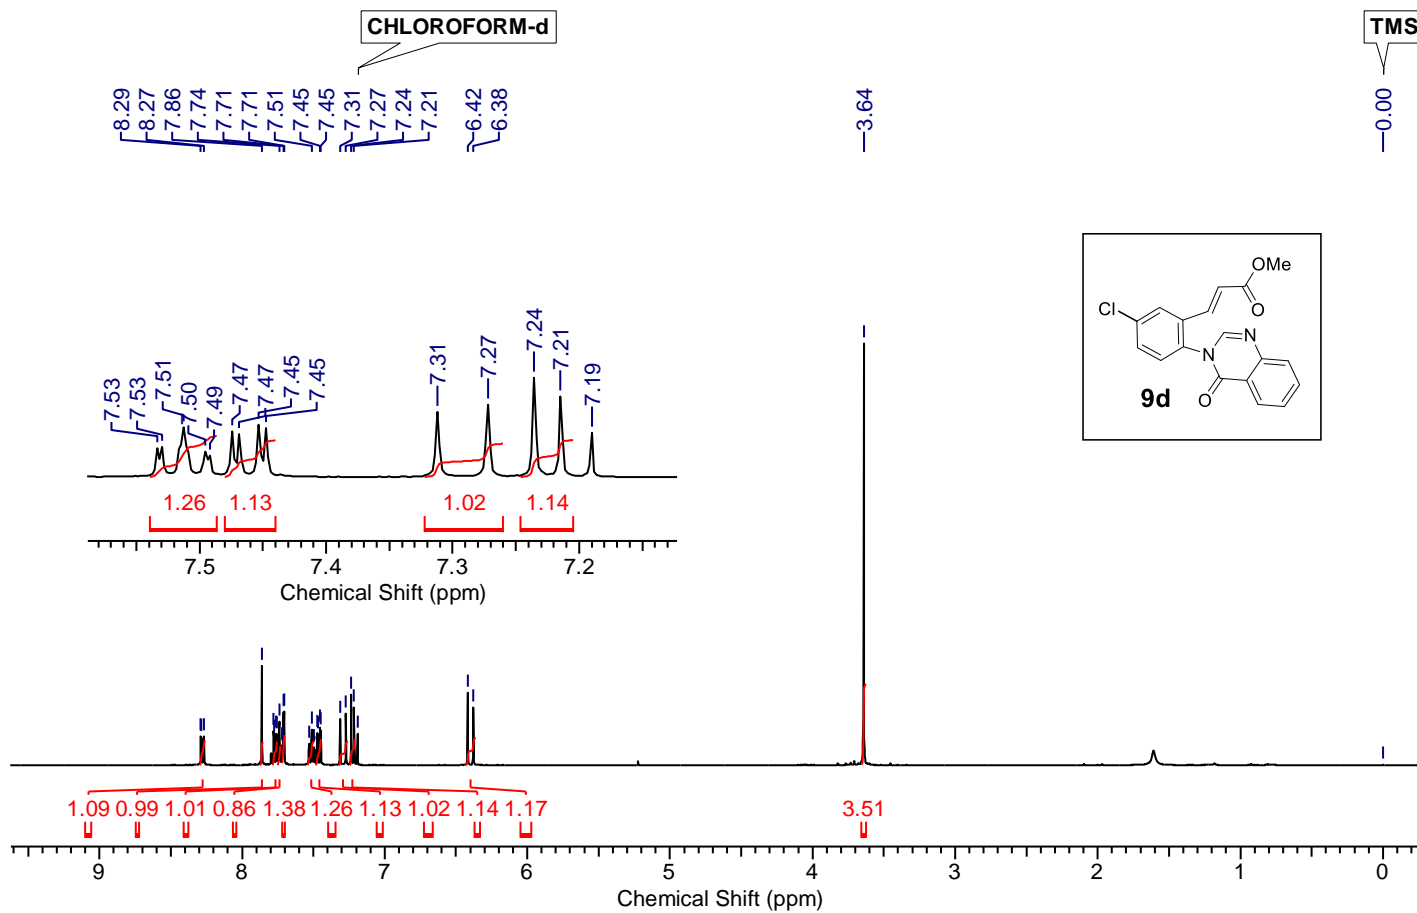 CHLOROFORM-d
TMS
8.29 8.27 7.86 7.74 7.71 7.71 7.51 7.45 7.45 7.31 7.27 7.24 7.21 6.42 6.38 3.64 0.00
OMe
O
Cl
N
N
O
9d
7.53 7.53 7.51 7.50 7.49 7.47 7.47 7.45 7.45 7.31 7.27 7.24 7.21 7.19
1.26 1.13 1.02 1.14
7.5 7.4 7.3 7.2
Chemical Shift (ppm)
1.09 0.99 1.01 0.86 1.38 1.26 1.13 1.02 1.14 1.17 3.51
9 8 7 6 5 4 3 2 1 0
Chemical Shift (ppm)